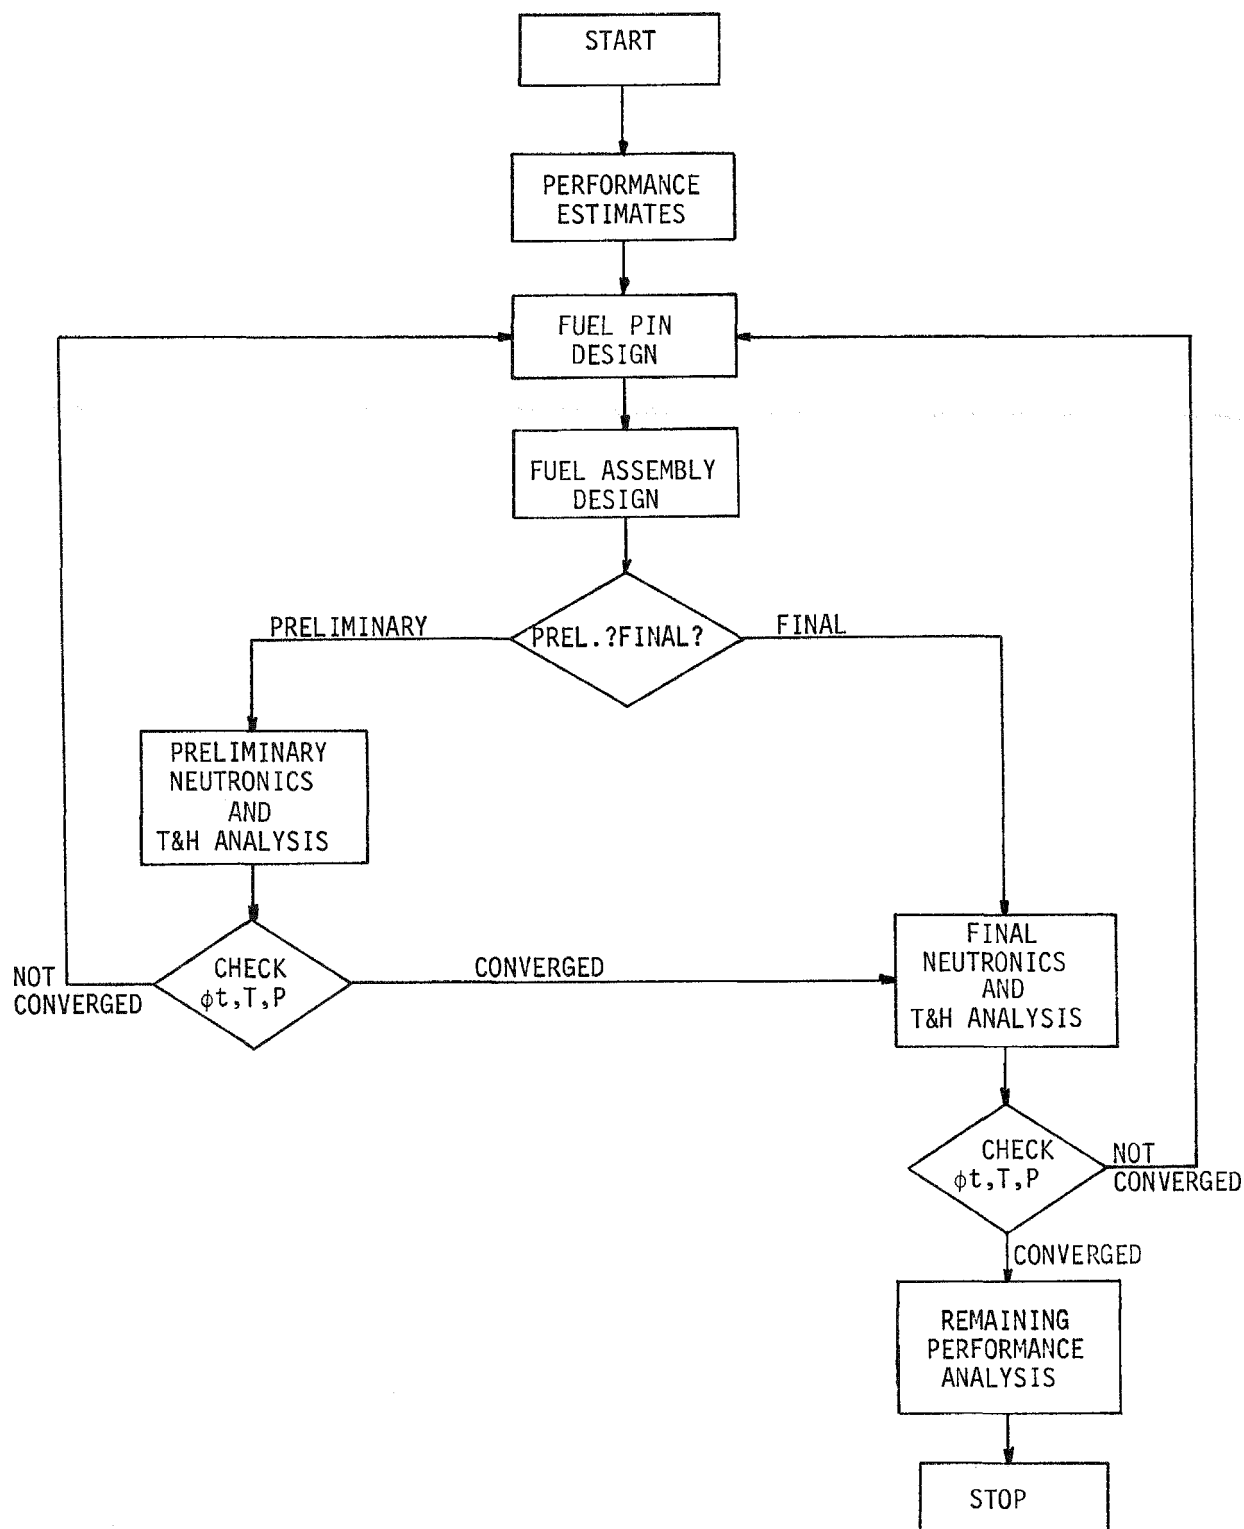 START
PERFORMANCE
ESTIMATES
FUEL PIN
DESIGN
FUEL ASSEMBLY
DESIGN
PRELIMINARY
PREL.?FINAL?
FINAL
PRELIMINARY
NEUTRONICS
AND
T&H ANALYSIS
NOT
CONVERGED
CHECK
ϕt,T,P
CONVERGED
FINAL
NEUTRONICS
AND
T&H ANALYSIS
CHECK
ϕt,T,P
NOT
CONVERGED
CONVERGED
REMAINING
PERFORMANCE
ANALYSIS
STOP